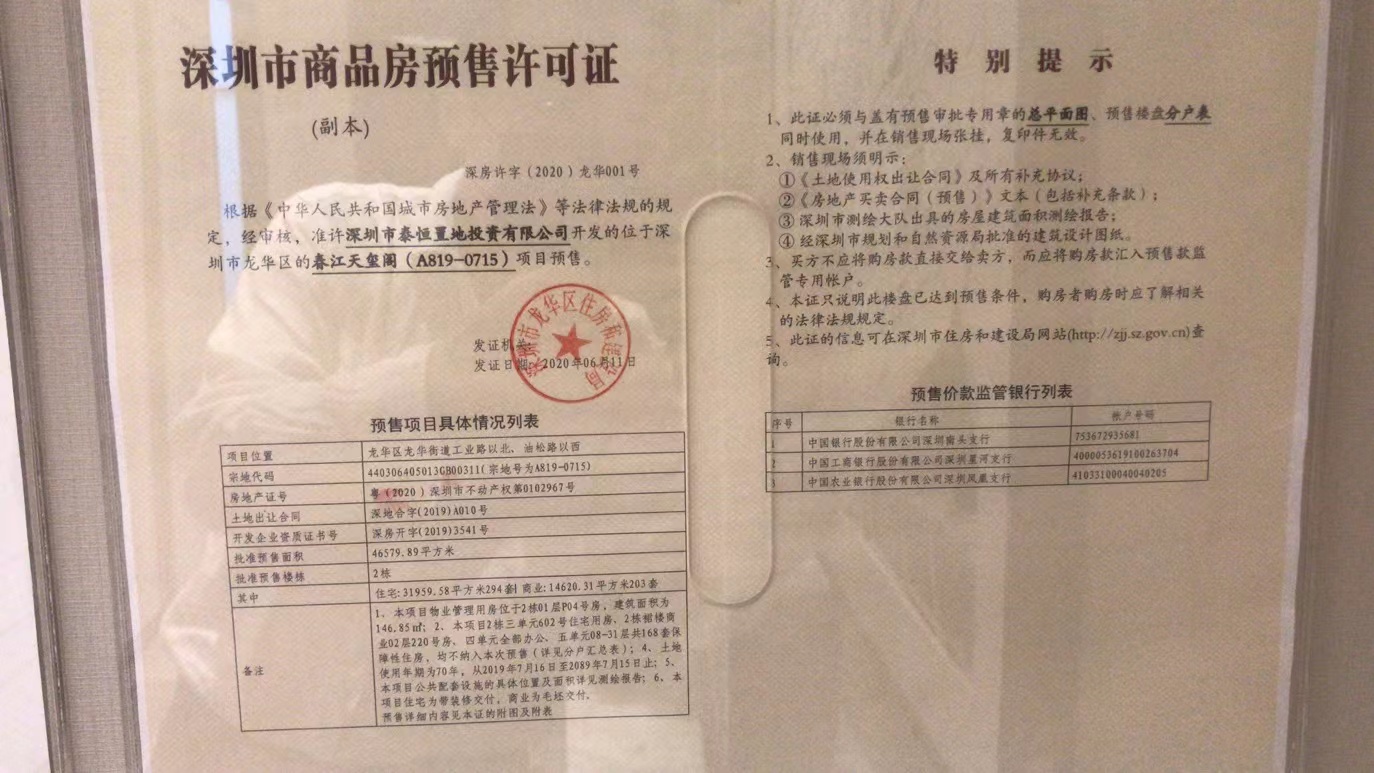 深圳市商品房预售许可证
(副本)
深房许字（2020）龙华001号
根据《中华人民共和国城市房地产管理法》等法律法规的规
定，经审核，准许深圳市泰恒置地投资有限公司开发的位于深
圳市龙华区的春江天玺阁（A819-0715）项目预售。
发证机关：
发证日期：2020年06月11日
深圳市龙华区住房和建设局
预售项目具体情况列表
项目位置 龙华区龙华街道工业路以北、油松路以西
宗地代码 440306405013GB00311(宗地号为A819-0715)
房地产证号 粤（2020）深圳市不动产权第0102967号
土地出让合同 深地合字(2019)A010号
开发企业资质证书号 深房开字(2019)3541号
批准预售面积 46579.89平方米
批准预售楼栋 2栋
其中 住宅:31959.58平方米294套| 商业:14620.31平方米203套
备注
1、本项目物业管理用房位于2栋01层P04号房，建筑面积为
146.85㎡；2、本项目2栋三单元602号住宅用房、2栋裙楼商
业02层220号房、四单元全部办公、五单元08-31层共168套保
障性住房，均不纳入本次预售（详见分户汇总表）；4、土地
使用年期为70年，从2019年7月16日至2089年7月15日止；5、
本项目公共配套设施的具体位置及面积详见测绘报告；6、本
项目住宅为带装修交付，商业为毛坯交付.
预售详细内容见本证的附图及附表
特别提示
1、此证必须与盖有预售审批专用章的总平面图、预售楼盘分户表
同时使用，并在销售现场张挂，复印件无效。
2、销售现场须明示：
①《土地使用权出让合同》及所有补充协议；
②《房地产买卖合同（预售）》文本（包括补充条款）；
③ 深圳市测绘大队出具的房屋建筑面积测绘报告；
④ 经深圳市规划和自然资源局批准的建筑设计图纸。
3、买方不应将购房款直接交给卖方，而应将购房款汇入预售款监
管专用帐户。
4、本证只说明此楼盘已达到预售条件，购房者购房时应了解相关
的法律法规规定。
5、此证的信息可在深圳市住房和建设局网站(http://zjj.sz.gov.cn)查
询。
预售价款监管银行列表
序号 银行名称 帐户号码
1 中国银行股份有限公司深圳南头支行 753672935681
2 中国工商银行股份有限公司深圳星河支行 4000053619100263704
3 中国农业银行股份有限公司深圳凤凰支行 41033100040040205